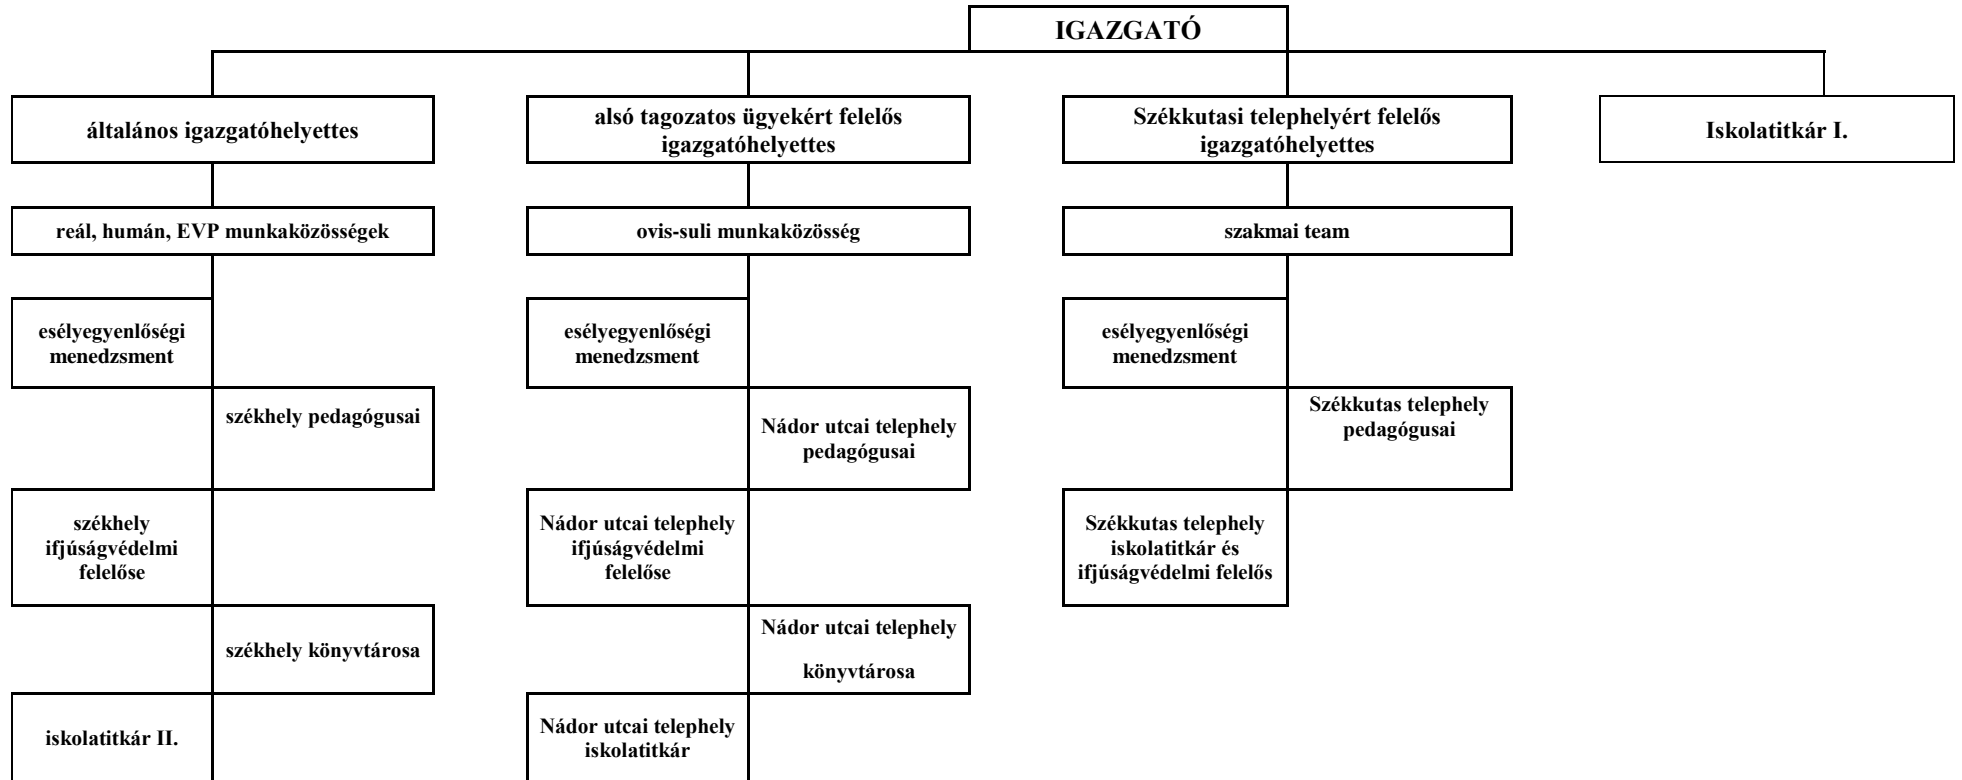 IGAZGATÓ
általános igazgatóhelyettes
alsó tagozatos ügyekért felelős
igazgatóhelyettes
Székkutasi telephelyért felelős
igazgatóhelyettes
Iskolatitkár I.
reál, humán, EVP munkaközösségek
ovis-suli munkaközösség
szakmai team
esélyegyenlőségi
menedzsment
esélyegyenlőségi
menedzsment
esélyegyenlőségi
menedzsment
székhely pedagógusai
Nádor utcai telephely
pedagógusai
Székkutas telephely
pedagógusai
székhely
ifjúságvédelmi
felelőse
Nádor utcai telephely
ifjúságvédelmi
felelőse
Székkutas telephely
iskolatitkár és
ifjúságvédelmi felelős
székhely könyvtárosa
Nádor utcai telephely
könyvtárosa
iskolatitkár II.
Nádor utcai telephely
iskolatitkár